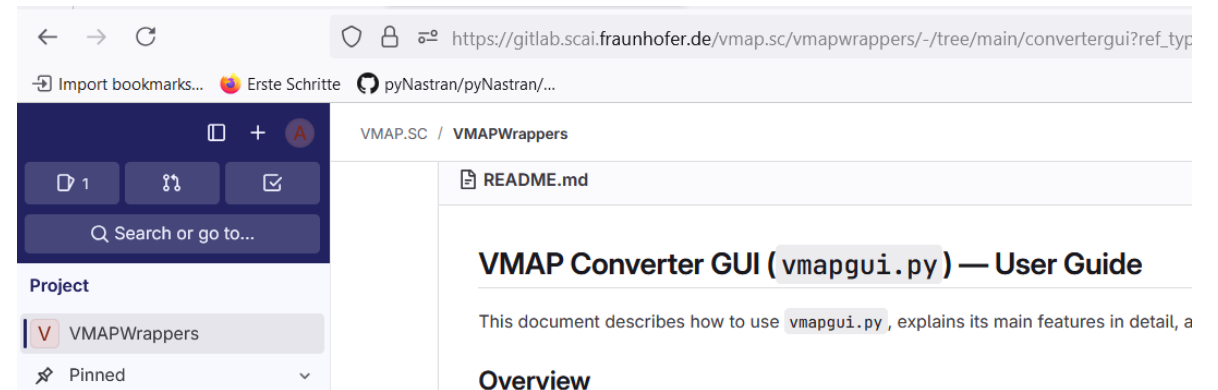 https://gitlab.scai.fraunhofer.de/vmap.sc/vmapwrappers/-/tree/main/convertergui?ref_typ
Import bookmarks... Erste Schritte pyNastran/pyNastran/...
A
VMAP.SC / VMAPWrappers
1
README.md
Search or go to...
VMAP Converter GUI (vmapgui.py) — User Guide
Project
This document describes how to use vmapgui.py, explains its main features in detail, a
V VMAPWrappers
Pinned
Overview